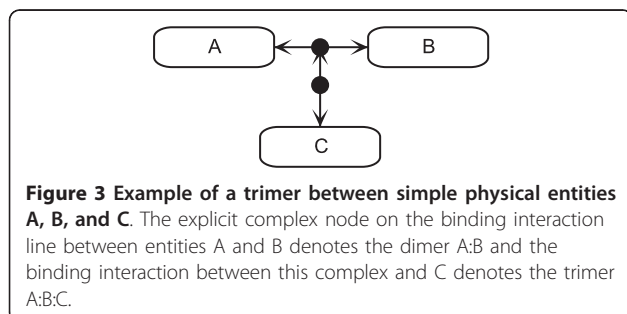 A
B
C
Figure 3 Example of a trimer between simple physical entities
A, B, and C. The explicit complex node on the binding interaction
line between entities A and B denotes the dimer A:B and the
binding interaction between this complex and C denotes the trimer
A:B:C.